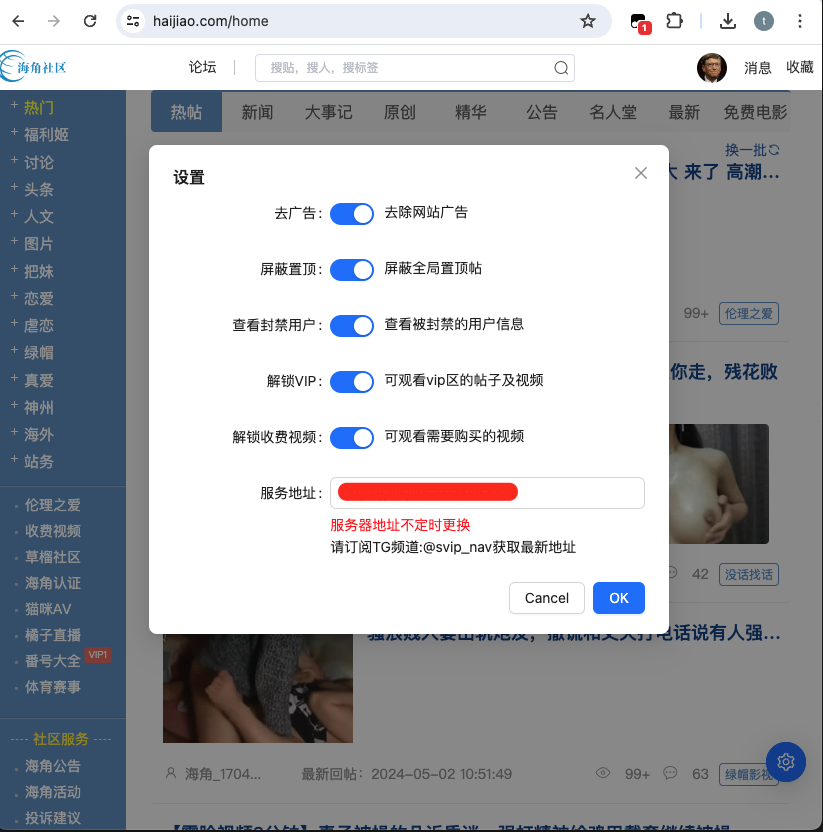 haijiao.com/home
1
t
海角社区
论坛
搜贴，搜人，搜标签
消息
收藏
+ 热门
+ 福利姬
+ 讨论
+ 头条
+ 人文
+ 图片
+ 把妹
+ 恋爱
+ 虐恋
+ 绿帽
+ 真爱
+ 神州
+ 海外
+ 站务
伦理之爱
收费视频
草榴社区
海角认证
猫咪AV
橘子直播
番号大全
VIP1
体育赛事
---- 社区服务 ----
海角公告
海角活动
投诉建议
热帖
新闻
大事记
原创
精华
公告
名人堂
最新
免费电影
换一批
来了 高潮...
99+
伦理之爱
你走，残花败
42
没话找话
设置
去广告：
去除网站广告
屏蔽置顶：
屏蔽全局置顶帖
查看封禁用户：
查看被封禁的用户信息
解锁VIP：
可观看vip区的帖子及视频
解锁收费视频：
可观看需要购买的视频
服务地址：
服务器地址不定时更换
请订阅TG频道:@svip_nav获取最新地址
Cancel
OK
海角_1704...
最新回帖：2024-05-02 10:51:49
99+
63
绿帽影视